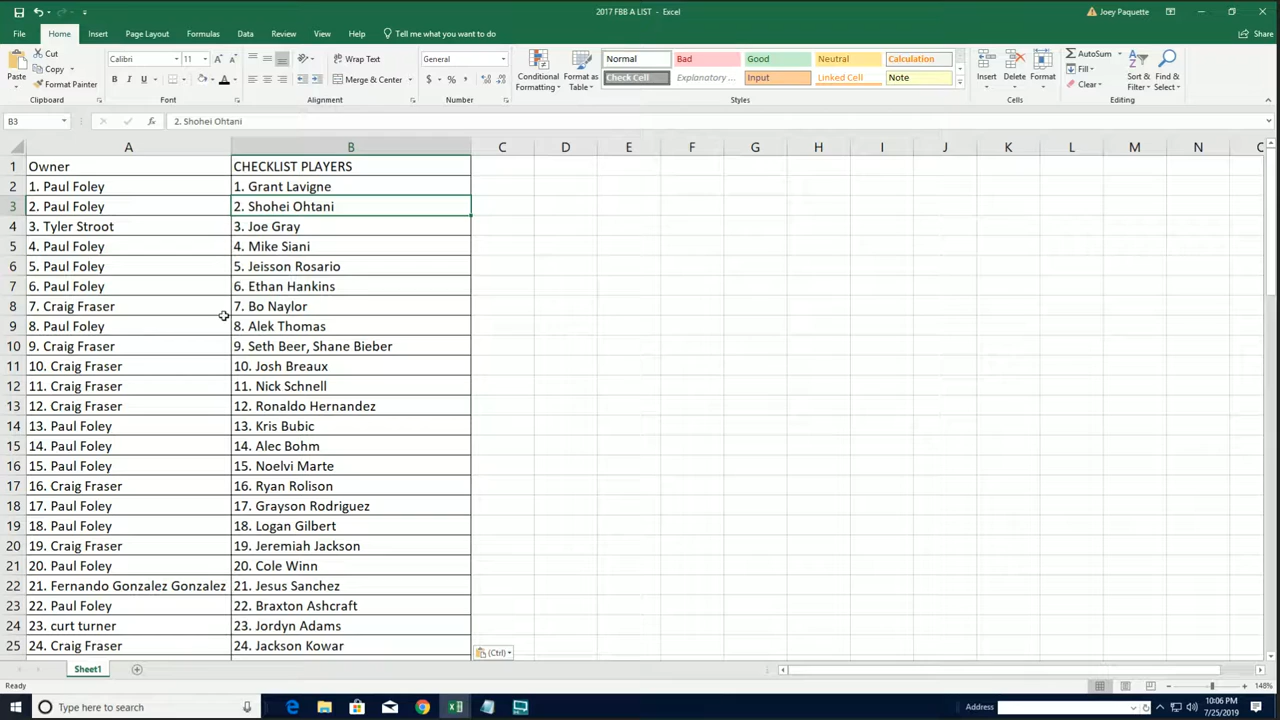 2017 FBB A LIST - Excel
Joey Paquette
File Home Insert Page Layout Formulas Data Review View Help Tell me what you want to do Share
Paste
Cut
Copy
Format Painter
Clipboard
Calibri 11
B I U
Font
Wrap Text
Merge & Center
Alignment
General
$ % ,
Number
Conditional Formatting
Format as Table
Normal Bad Good Neutral Calculation
Check Cell Explanary ... Input Linked Cell Note
Styles
Insert Delete Format
Cells
AutoSum
Fill
Clear
Sort & Filter
Find & Select
Editing
B3 fx 2. Shohei Ohtani
A B C D E F G H I J K L M N
1 Owner CHECKLIST PLAYERS
2 1. Paul Foley 1. Grant Lavigne
3 2. Paul Foley 2. Shohei Ohtani
4 3. Tyler Stroot 3. Joe Gray
5 4. Paul Foley 4. Mike Siani
6 5. Paul Foley 5. Jeisson Rosario
7 6. Paul Foley 6. Ethan Hankins
8 7. Craig Fraser 7. Bo Naylor
9 8. Paul Foley 8. Alek Thomas
10 9. Craig Fraser 9. Seth Beer, Shane Bieber
11 10. Craig Fraser 10. Josh Breaux
12 11. Craig Fraser 11. Nick Schnell
13 12. Craig Fraser 12. Ronaldo Hernandez
14 13. Paul Foley 13. Kris Bubic
15 14. Paul Foley 14. Alec Bohm
16 15. Paul Foley 15. Noelvi Marte
17 16. Craig Fraser 16. Ryan Rolison
18 17. Paul Foley 17. Grayson Rodriguez
19 18. Paul Foley 18. Logan Gilbert
20 19. Craig Fraser 19. Jeremiah Jackson
21 20. Paul Foley 20. Cole Winn
22 21. Fernando Gonzalez Gonzalez 21. Jesus Sanchez
23 22. Paul Foley 22. Braxton Ashcraft
24 23. curt turner 23. Jordyn Adams
25 24. Craig Fraser 24. Jackson Kowar
(Ctrl)
Sheet1
Ready 148%
Type here to search
Address
10:06 PM
7/25/2019